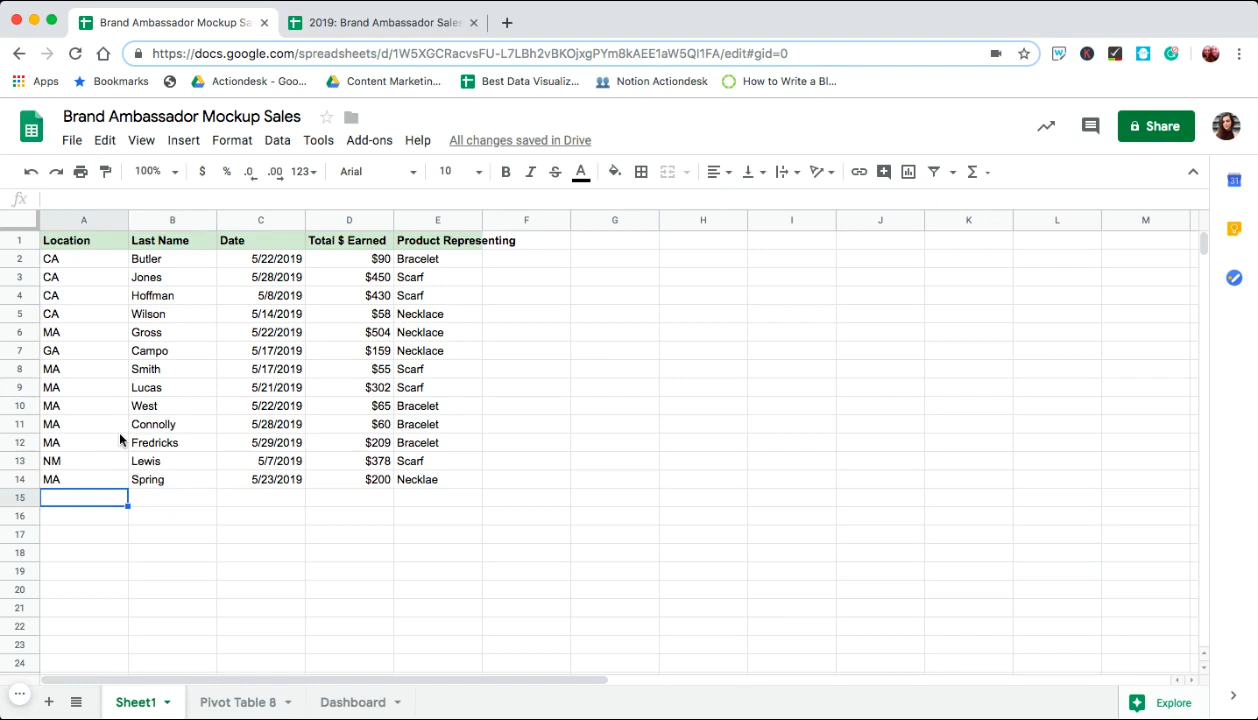 Brand Ambassador Mockup Sa
2019: Brand Ambassador Sales
https://docs.google.com/spreadsheets/d/1W5XGCRacvsFU-L7LBh2vBKOjxgPYm8kAEE1aW5Ql1FA/edit#gid=0
Apps Bookmarks Actiondesk - Goo... Content Marketin... Best Data Visualiz... Notion Actiondesk How to Write a Bl...
Brand Ambassador Mockup Sales
File Edit View Insert Format Data Tools Add-ons Help All changes saved in Drive
Share
31
100% $ % .0 .00 123 Arial 10 B I S A Σ
fx
A B C D E F G H I J K L M
1 Location Last Name Date Total $ Earned Product Representing
2 CA Butler 5/22/2019 $90 Bracelet
3 CA Jones 5/28/2019 $450 Scarf
4 CA Hoffman 5/8/2019 $430 Scarf
5 CA Wilson 5/14/2019 $58 Necklace
6 MA Gross 5/22/2019 $504 Necklace
7 GA Campo 5/17/2019 $159 Necklace
8 MA Smith 5/17/2019 $55 Scarf
9 MA Lucas 5/21/2019 $302 Scarf
10 MA West 5/22/2019 $65 Bracelet
11 MA Connolly 5/28/2019 $60 Bracelet
12 MA Fredricks 5/29/2019 $209 Bracelet
13 NM Lewis 5/7/2019 $378 Scarf
14 MA Spring 5/23/2019 $200 Necklae
15
16
17
18
19
20
21
22
23
24
Sheet1 Pivot Table 8 Dashboard Explore